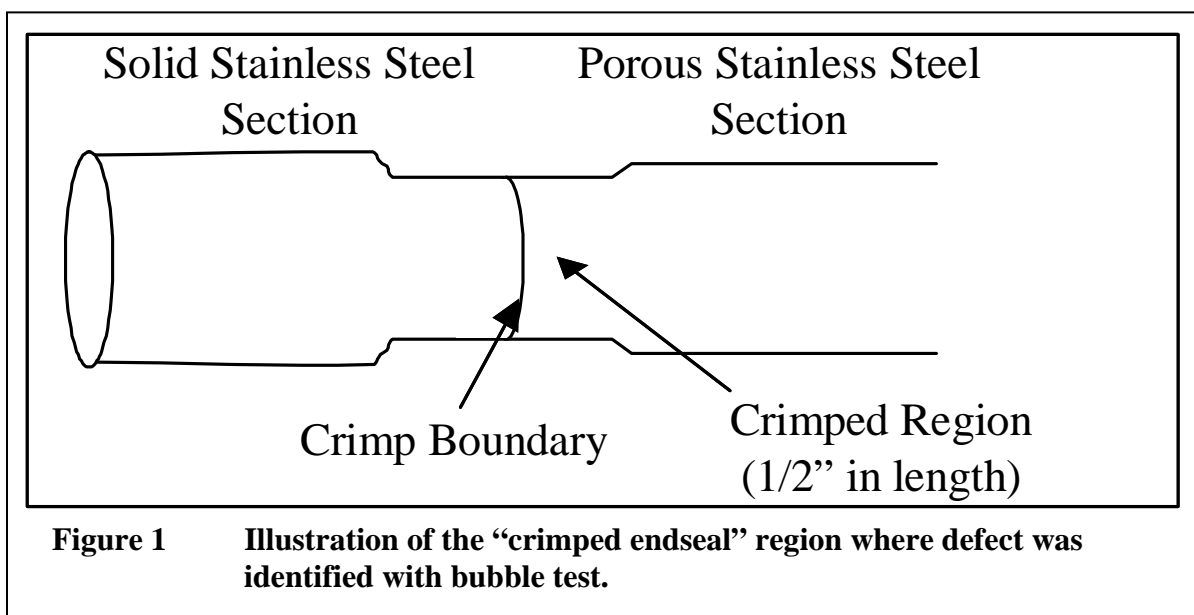 Solid Stainless Steel
Section
Porous Stainless Steel
Section
Crimp Boundary
Crimped Region
(1/2” in length)
Figure 1 Illustration of the “crimped endseal” region where defect was
identified with bubble test.